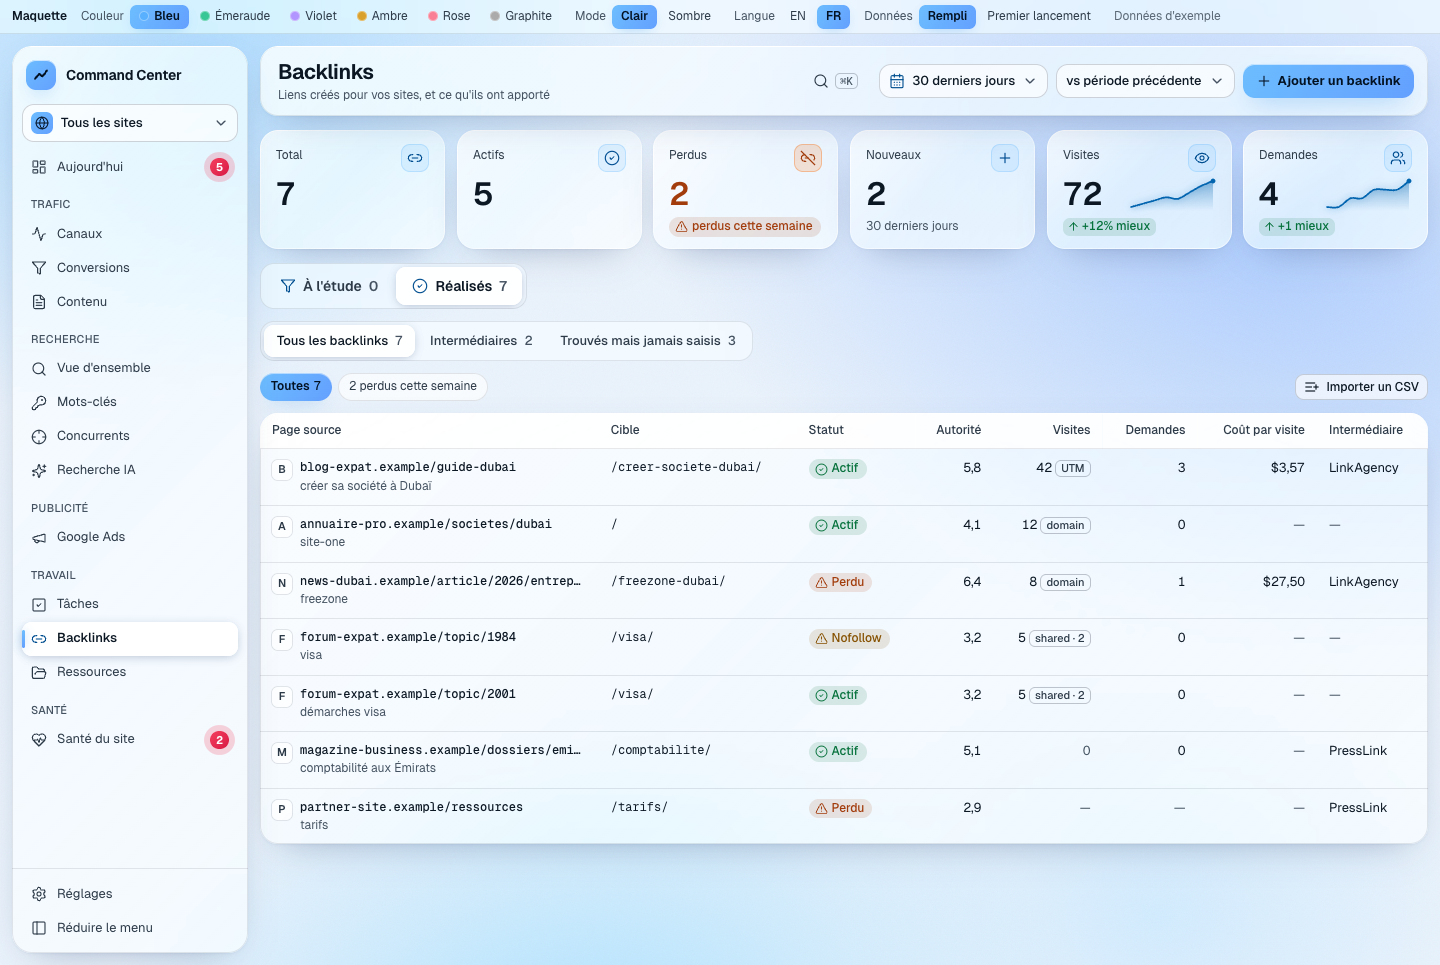 Maquette Couleur Bleu Émeraude Violet Ambre Rose Graphite Mode Clair Sombre Langue EN FR Données Rempli Premier lancement Données d'exemple
Command Center
Tous les sites
Aujourd'hui 5
TRAFIC
Canaux
Conversions
Contenu
RECHERCHE
Vue d'ensemble
Mots-clés
Concurrents
Recherche IA
PUBLICITÉ
Google Ads
TRAVAIL
Tâches
Backlinks
Ressources
SANTÉ
Santé du site 2
Réglages
Réduire le menu
Backlinks
Liens créés pour vos sites, et ce qu'ils ont apporté
⌘K 30 derniers jours vs période précédente Ajouter un backlink
Total
7
Actifs
5
Perdus
2
perdus cette semaine
Nouveaux
2
30 derniers jours
Visites
72
+12% mieux
Demandes
4
+1 mieux
À l'étude 0 Réalisés 7
Tous les backlinks 7 Intermédiaires 2 Trouvés mais jamais saisis 3
Toutes 7 2 perdus cette semaine Importer un CSV
Page source Cible Statut Autorité Visites Demandes Coût par visite Intermédiaire
B blog-expat.example/guide-dubai /creer-societe-dubai/ Actif 5,8 42 UTM 3 $3,57 LinkAgency
créer sa société à Dubaï
A annuaire-pro.example/societes/dubai / Actif 4,1 12 domain 0 — —
site-one
N news-dubai.example/article/2026/entrep… /freezone-dubai/ Perdu 6,4 8 domain 1 $27,50 LinkAgency
freezone
F forum-expat.example/topic/1984 /visa/ Nofollow 3,2 5 shared · 2 0 — —
visa
F forum-expat.example/topic/2001 /visa/ Actif 3,2 5 shared · 2 0 — —
démarches visa
M magazine-business.example/dossiers/emi… /comptabilite/ Actif 5,1 0 0 — PressLink
comptabilité aux Émirats
P partner-site.example/ressources /tarifs/ Perdu 2,9 — — — PressLink
tarifs